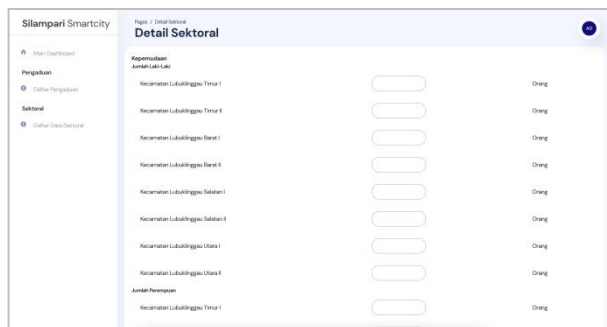 Silampari Smartcity
Main Dashboard
Pengaduan
Daftar Pengaduan
Sektoral
Daftar Data Sektoral
Pages / Detail Sektoral
Detail Sektoral
AD
Kepemudaan
Jumlah Laki-Laki
Kecamatan Lubuklinggau Timur I Orang
Kecamatan Lubuklinggau Timur II Orang
Kecamatan Lubuklinggau Barat I Orang
Kecamatan Lubuklinggau Barat II Orang
Kecamatan Lubuklinggau Selatan I Orang
Kecamatan Lubuklinggau Selatan II Orang
Kecamatan Lubuklinggau Utara I Orang
Kecamatan Lubuklinggau Utara II Orang
Jumlah Perempuan
Kecamatan Lubuklinggau Timur I Orang